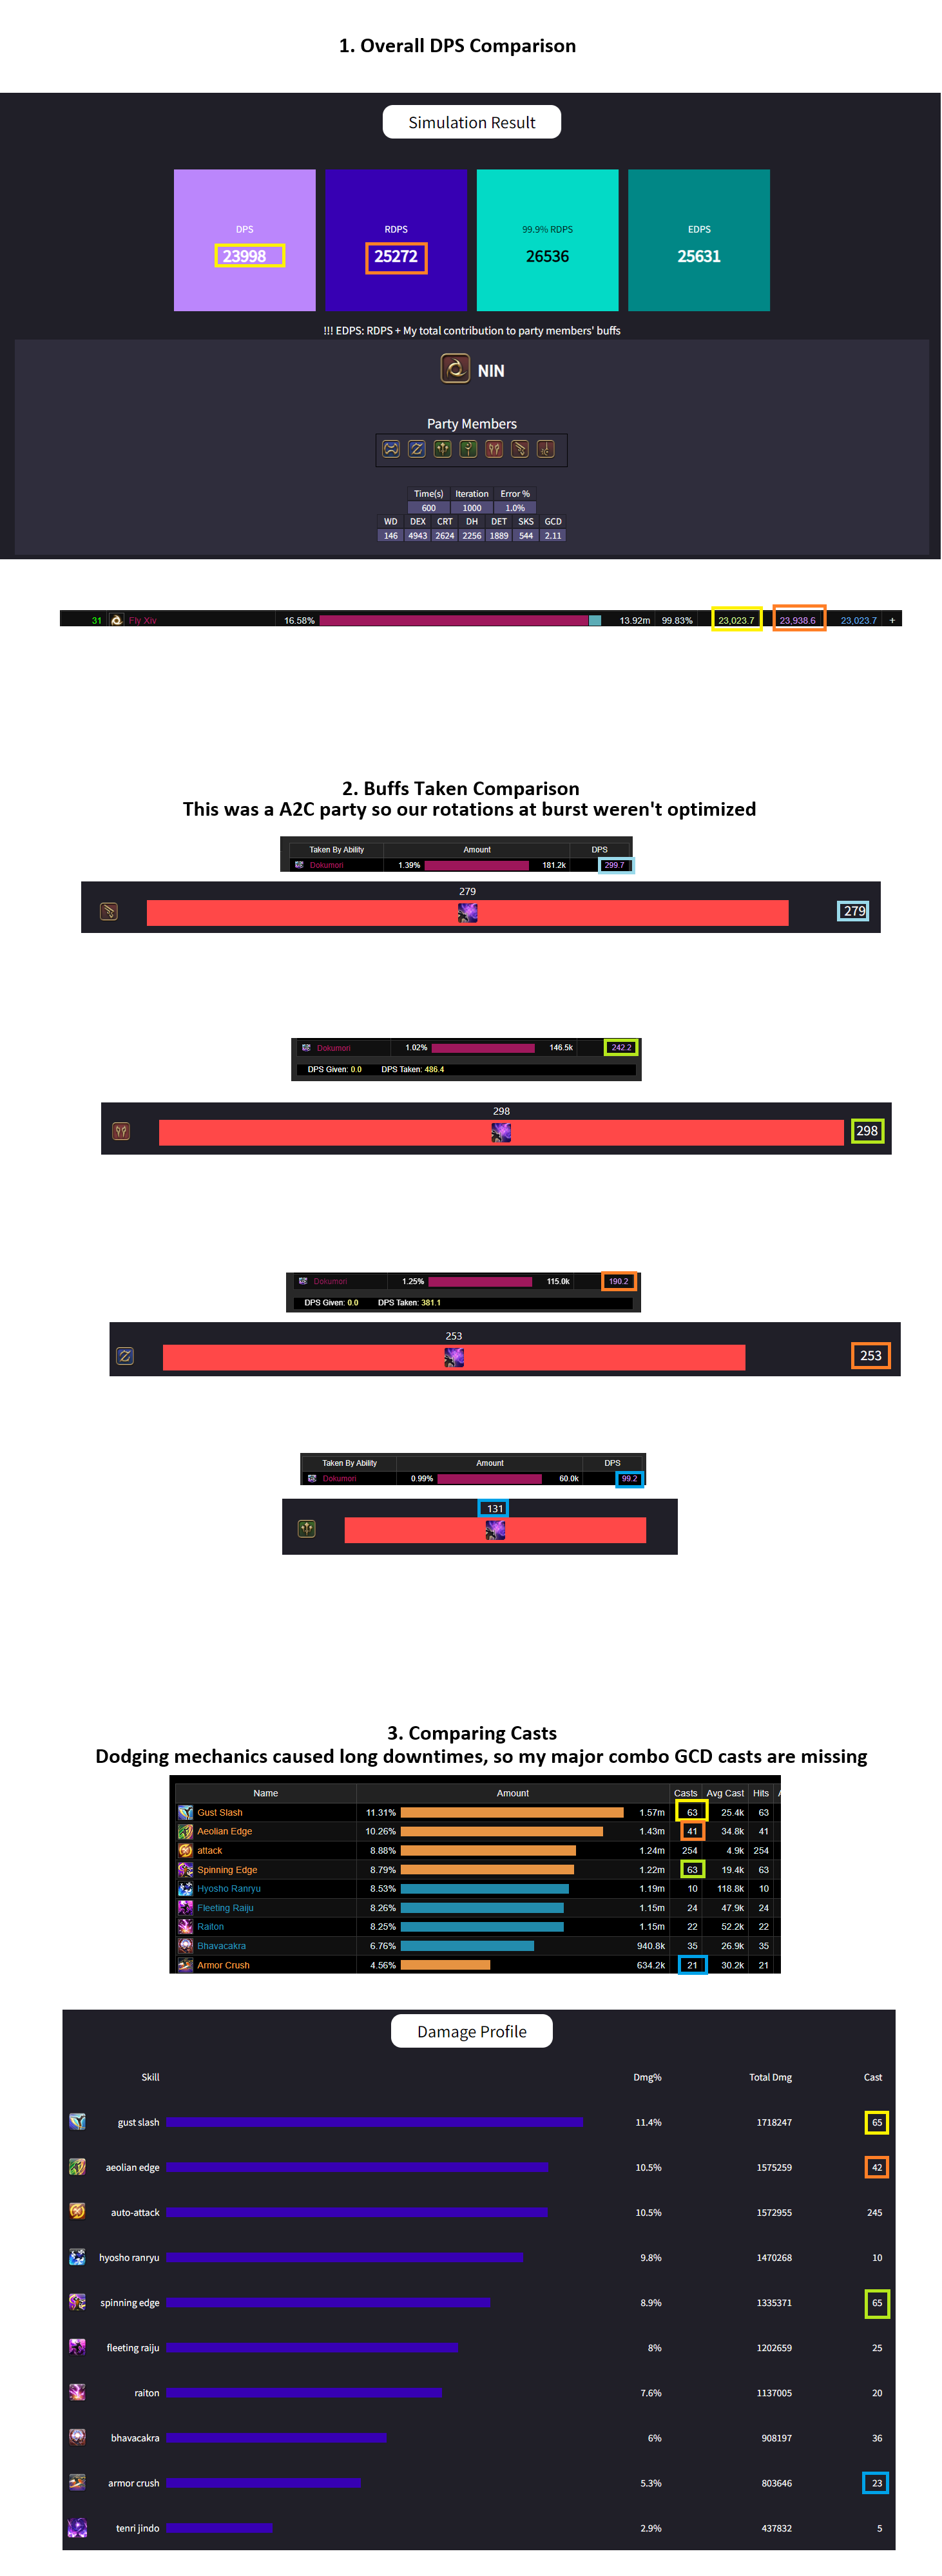 1. Overall DPS Comparison
Simulation Result
DPS
23998
RDPS
25272
99.9% RDPS
26536
EDPS
25631
!!! EDPS: RDPS + My total contribution to party members' buffs
NIN
Party Members
Time(s) Iteration Error %
600 1000 1.0%
WD DEX CRT DH DET SKS GCD
146 4943 2624 2256 1889 544 2.11
31 Fly Xiv 16.58% 13.92m 99.83% 23,023.7 23,938.6 23,023.7 +
2. Buffs Taken Comparison
This was a A2C party so our rotations at burst weren't optimized
Taken By Ability Amount DPS
Dokumori 1.39% 181.2k 299.7
279
279
Dokumori 1.02% 146.5k 242.2
DPS Given: 0.0 DPS Taken: 486.4
298
298
Dokumori 1.25% 115.0k 190.2
DPS Given: 0.0 DPS Taken: 381.1
253
253
Taken By Ability Amount DPS
Dokumori 0.99% 60.0k 99.2
131
3. Comparing Casts
Dodging mechanics caused long downtimes, so my major combo GCD casts are missing
Name Amount Casts Avg Cast Hits
Gust Slash 11.31% 1.57m 63 25.4k 63
Aeolian Edge 10.26% 1.43m 41 34.8k 41
attack 8.88% 1.24m 254 4.9k 254
Spinning Edge 8.79% 1.22m 63 19.4k 63
Hyosho Ranryu 8.53% 1.19m 10 118.8k 10
Fleeting Raiju 8.26% 1.15m 24 47.9k 24
Raiton 8.25% 1.15m 22 52.2k 22
Bhavacakra 6.76% 940.8k 35 26.9k 35
Armor Crush 4.56% 634.2k 21 30.2k 21
Damage Profile
Skill Dmg% Total Dmg Cast
gust slash 11.4% 1718247 65
aeolian edge 10.5% 1575259 42
auto-attack 10.5% 1572955 245
hyosho ranryu 9.8% 1470268 10
spinning edge 8.9% 1335371 65
fleeting raiju 8% 1202659 25
raiton 7.6% 1137005 20
bhavacakra 6% 908197 36
armor crush 5.3% 803646 23
tenri jindo 2.9% 437832 5